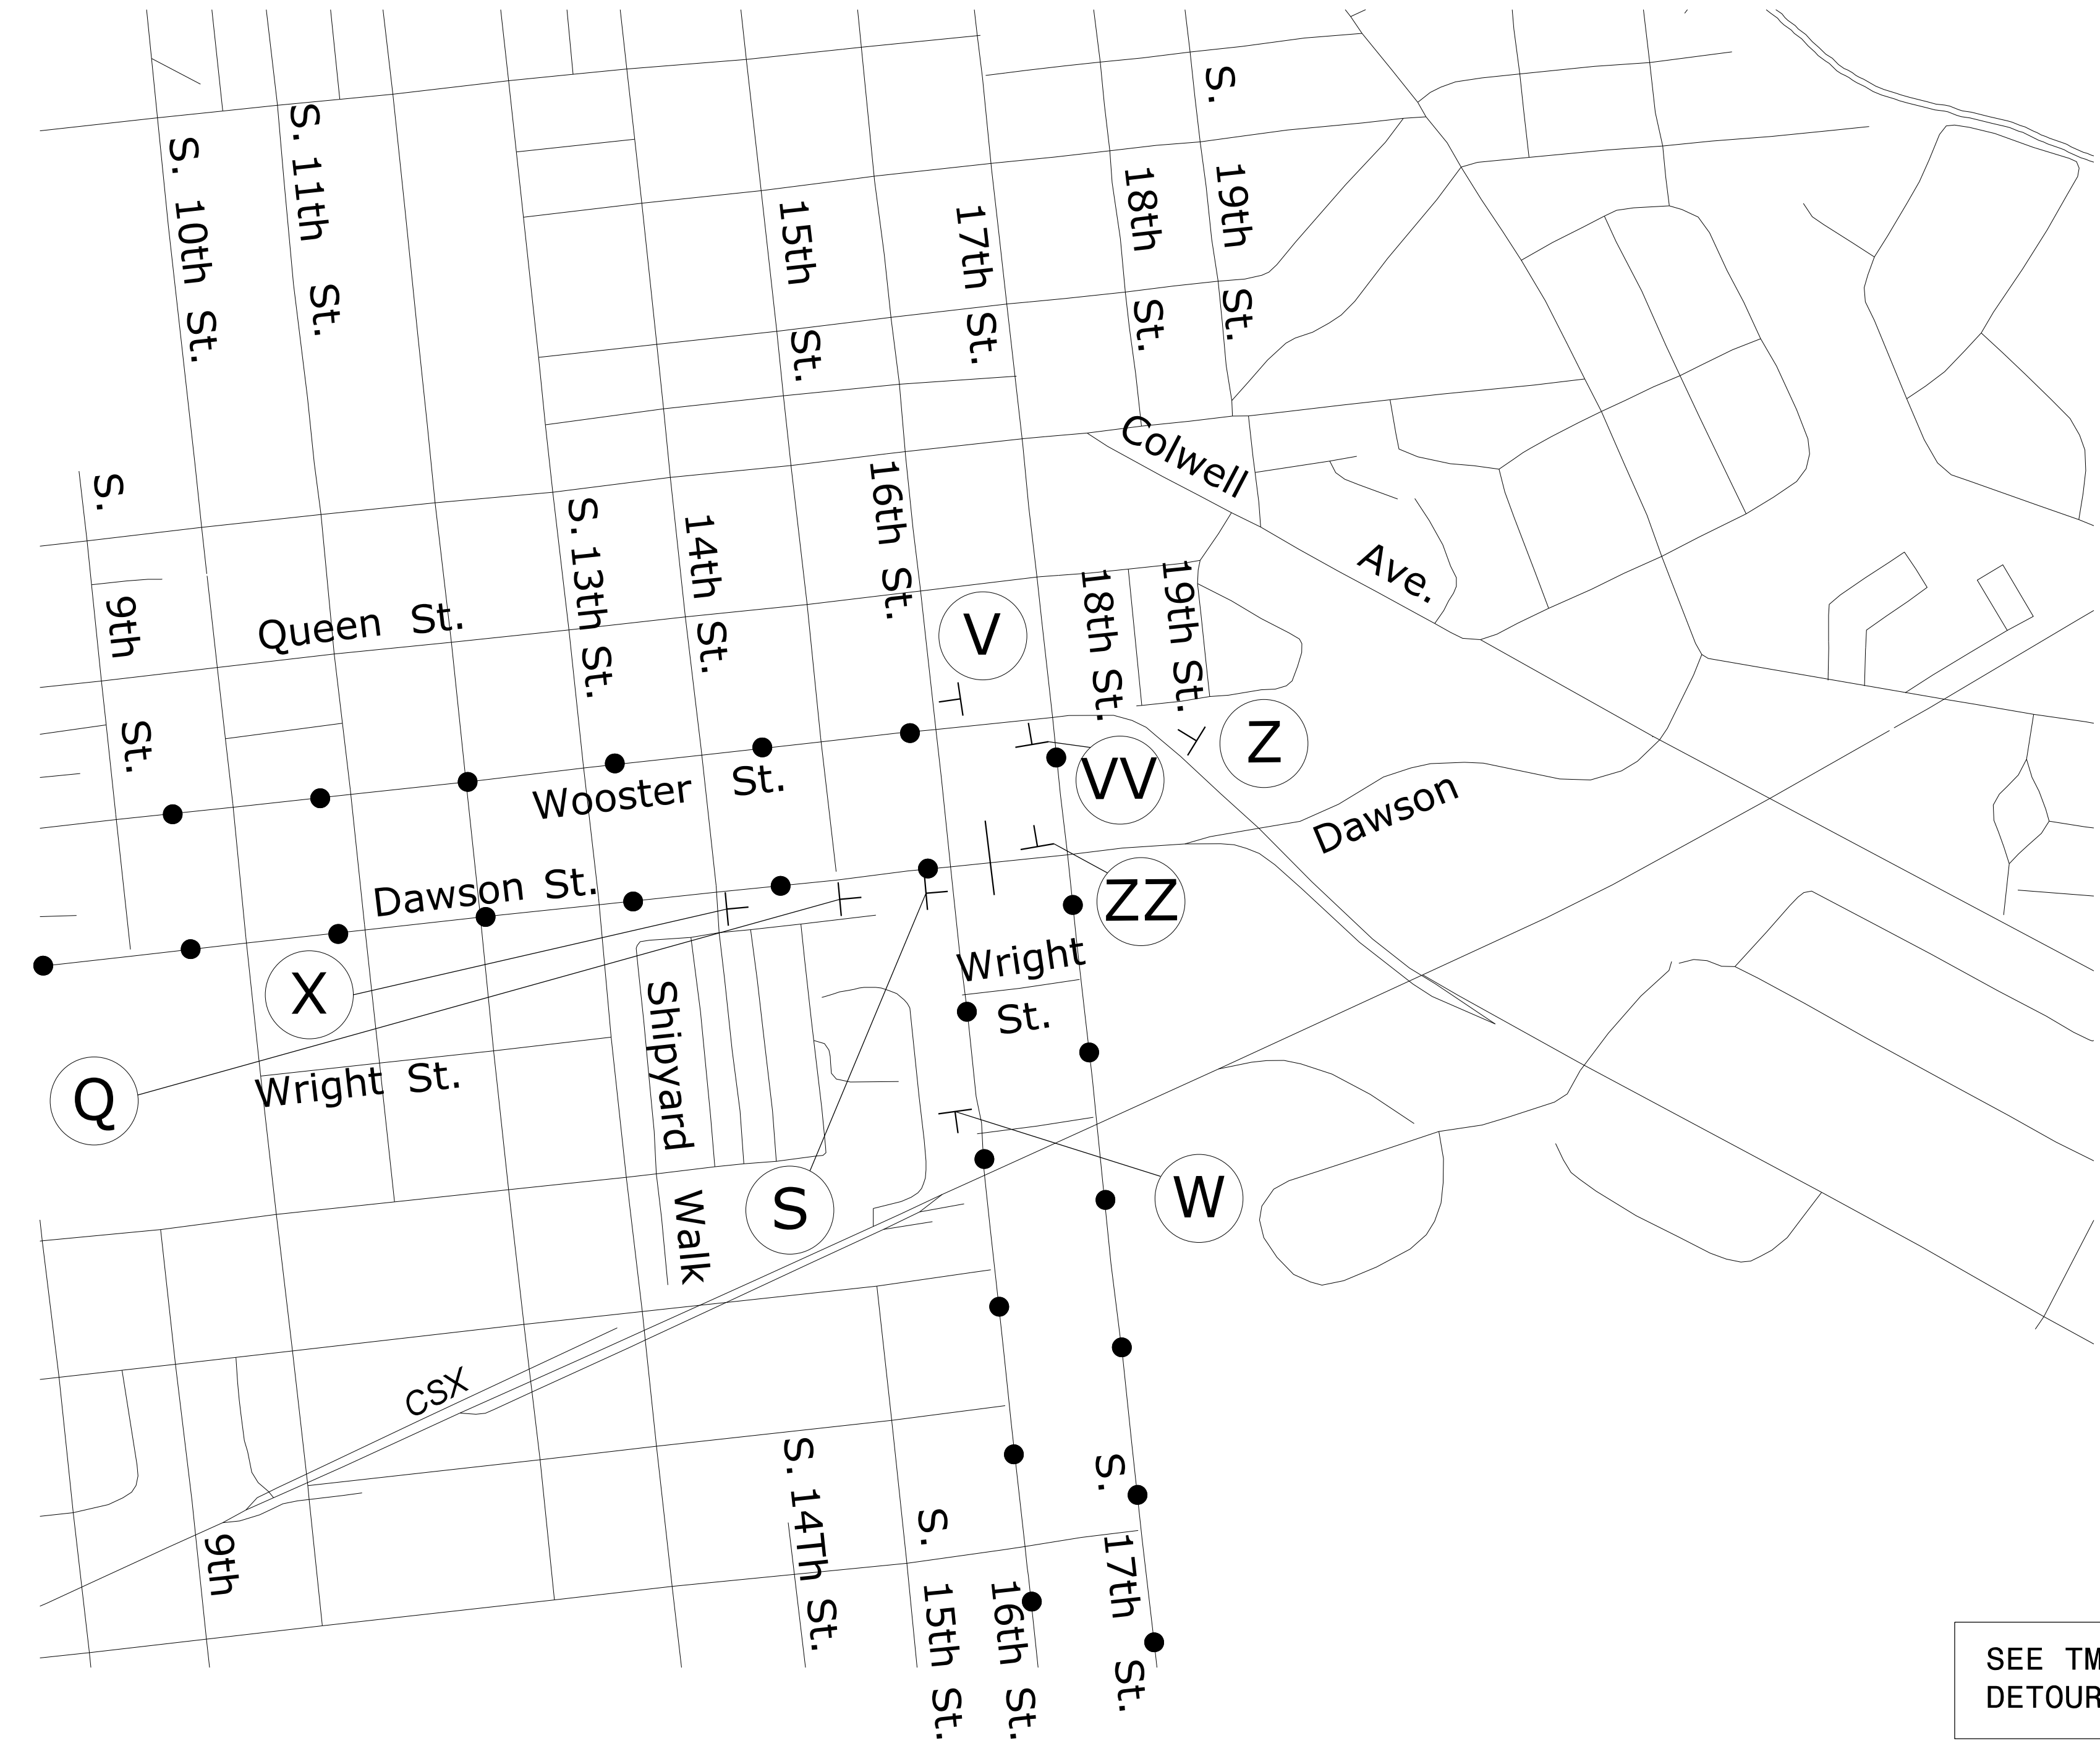 S.
S. 11th St.
S. 10th St.
15th St.
17th St.
18th St.
19th St.
Colwell Ave.
S. 9th St.
16th St.
S. 13th St.
14th St.
18th St.
19th St.
Queen St.
V
Z
VV
Wooster St.
Dawson
Dawson St.
ZZ
X
Wright St.
Q
Wright St.
Shipyard Walk
S
W
CSX
S. 14Th St.
S. 17th St.
9th
S. 15th St.
16th St.
SEE TM
DETOUR